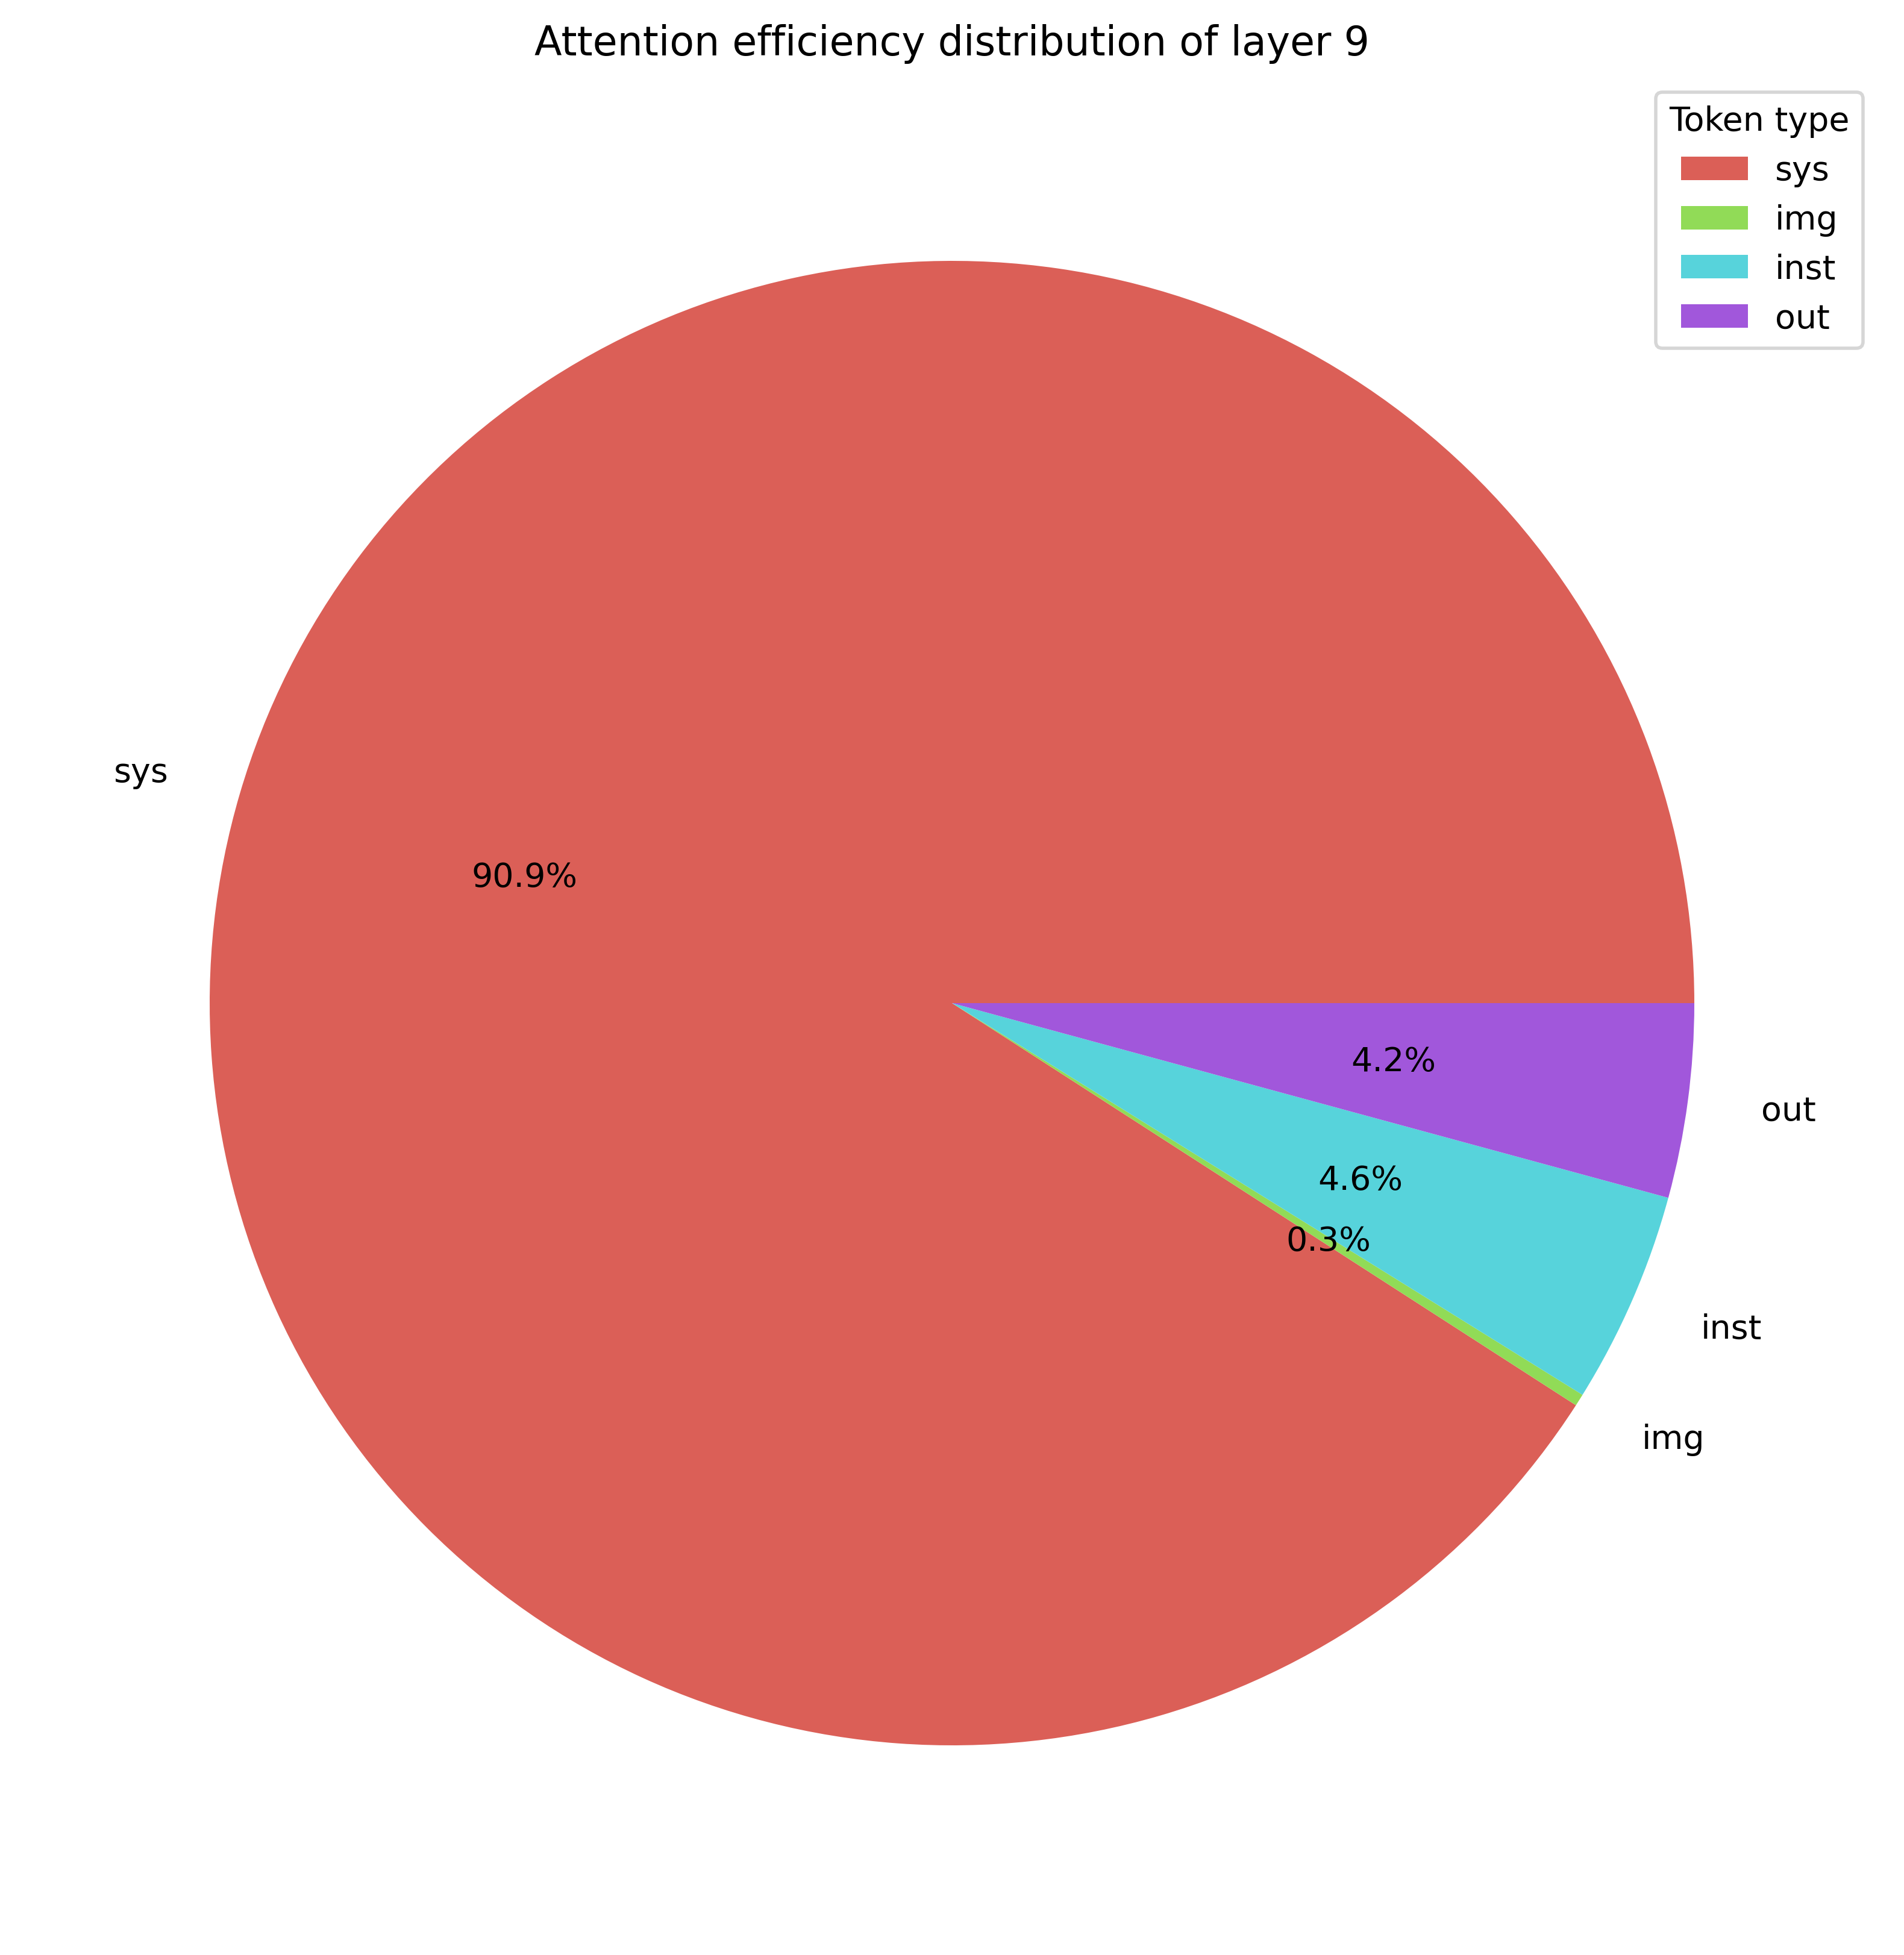 Attention efficiency distribution of layer 9
Token type
sys
img
inst
out
sys
90.9%
4.2%
out
4.6%
0.3%
inst
img